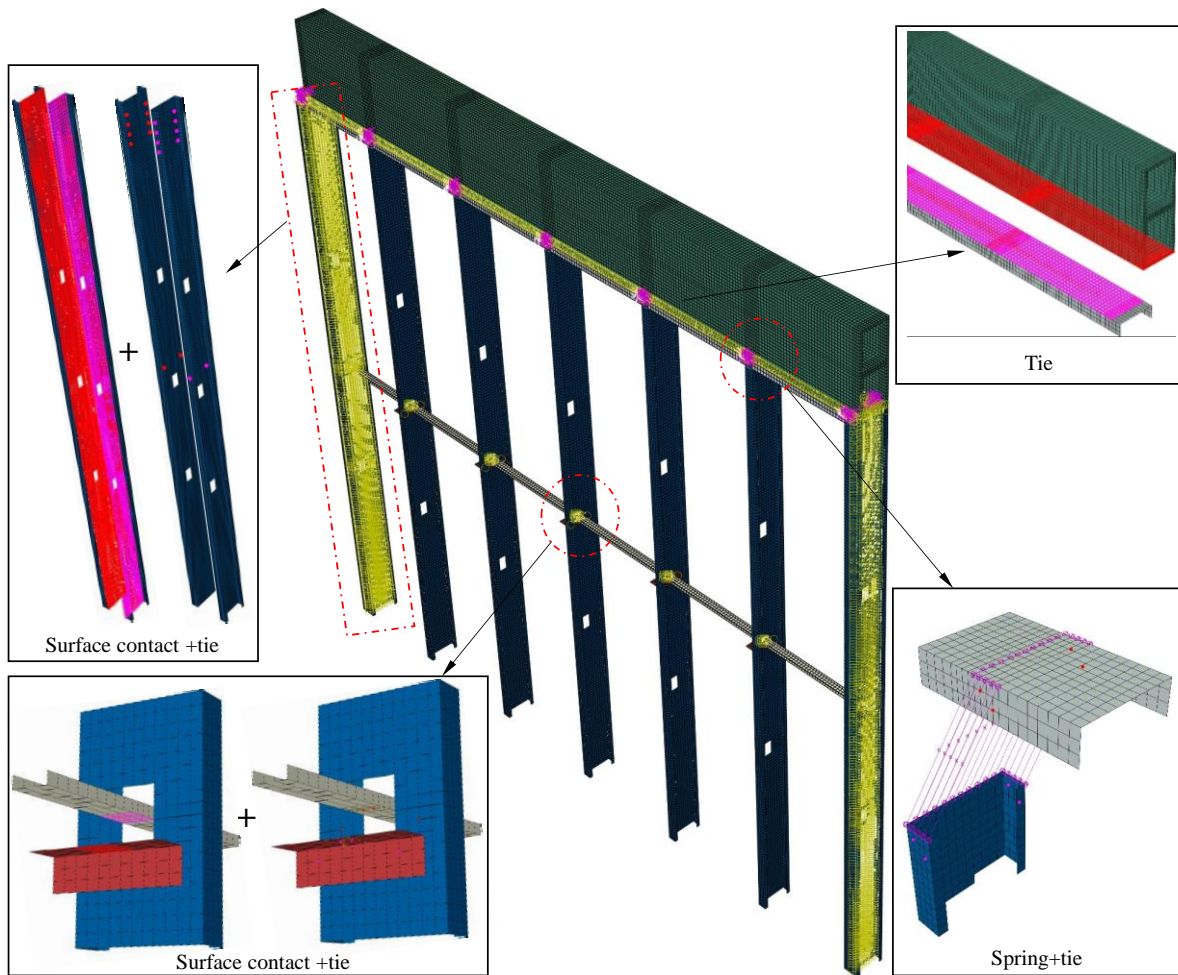 +
Surface contact +tie
Tie
+
Surface contact +tie
Spring+tie